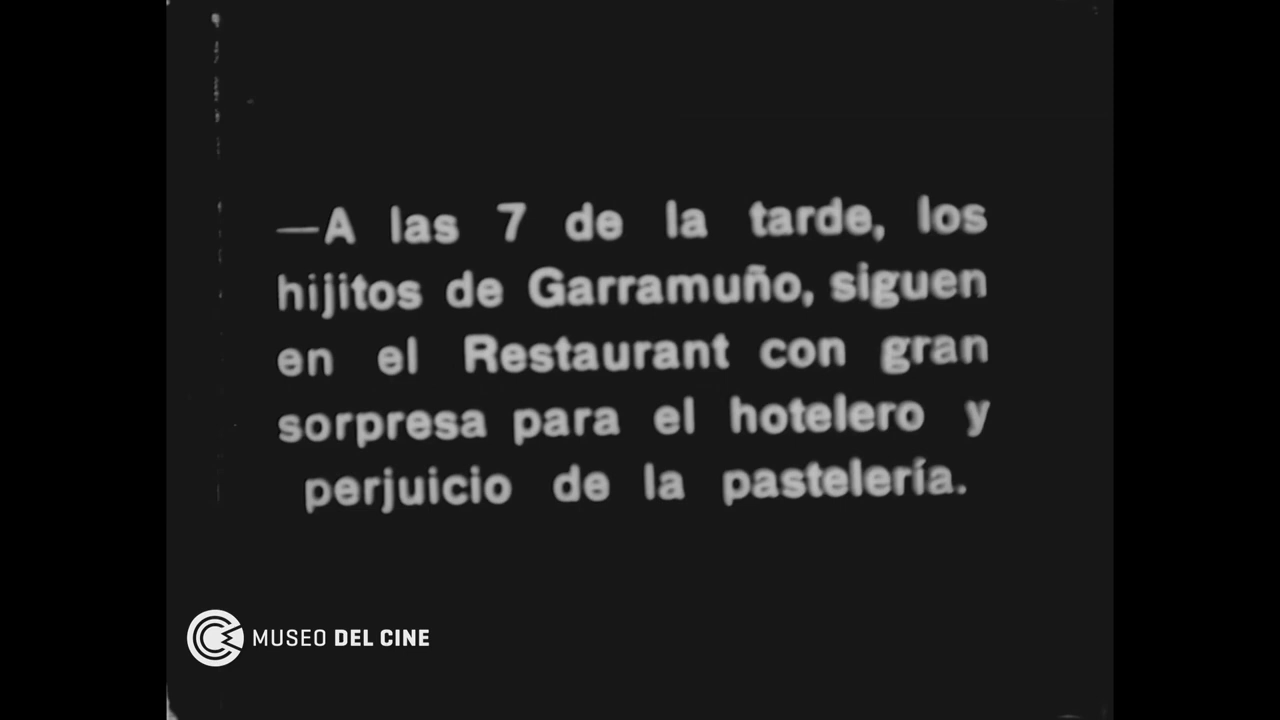 —A las 7 de la tarde, los
hijitos de Garramuño, siguen
en el Restaurant con gran
sorpresa para el hotelero y
perjuicio de la pastelería.
MUSEO DEL CINE